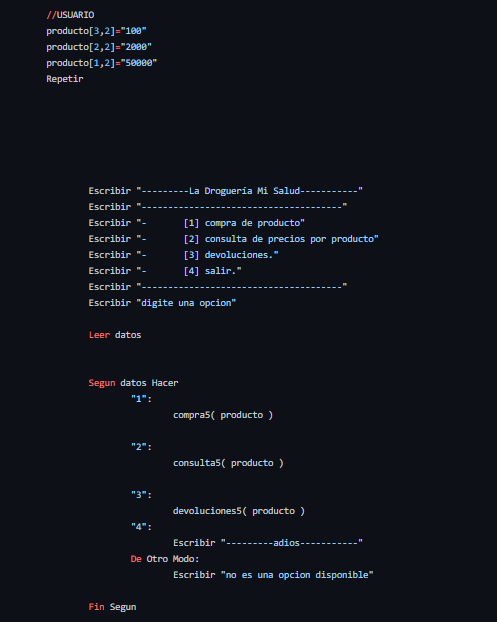 //USUARIO
producto[3,2]="100"
producto[2,2]="2000"
producto[1,2]="50000"
Repetir
Escribir "---------La Droguería Mi Salud-----------"
Escribir "--------------------------------------"
Escribir "-       [1] compra de producto"
Escribir "-       [2] consulta de precios por producto"
Escribir "-       [3] devoluciones."
Escribir "-       [4] salir."
Escribir "--------------------------------------"
Escribir "digite una opcion"
Leer datos
Segun datos Hacer
"1":
compra5( producto )
"2":
consulta5( producto )
"3":
devoluciones5( producto )
"4":
Escribir "---------adios-----------"
De Otro Modo:
Escribir "no es una opcion disponible"
Fin Segun